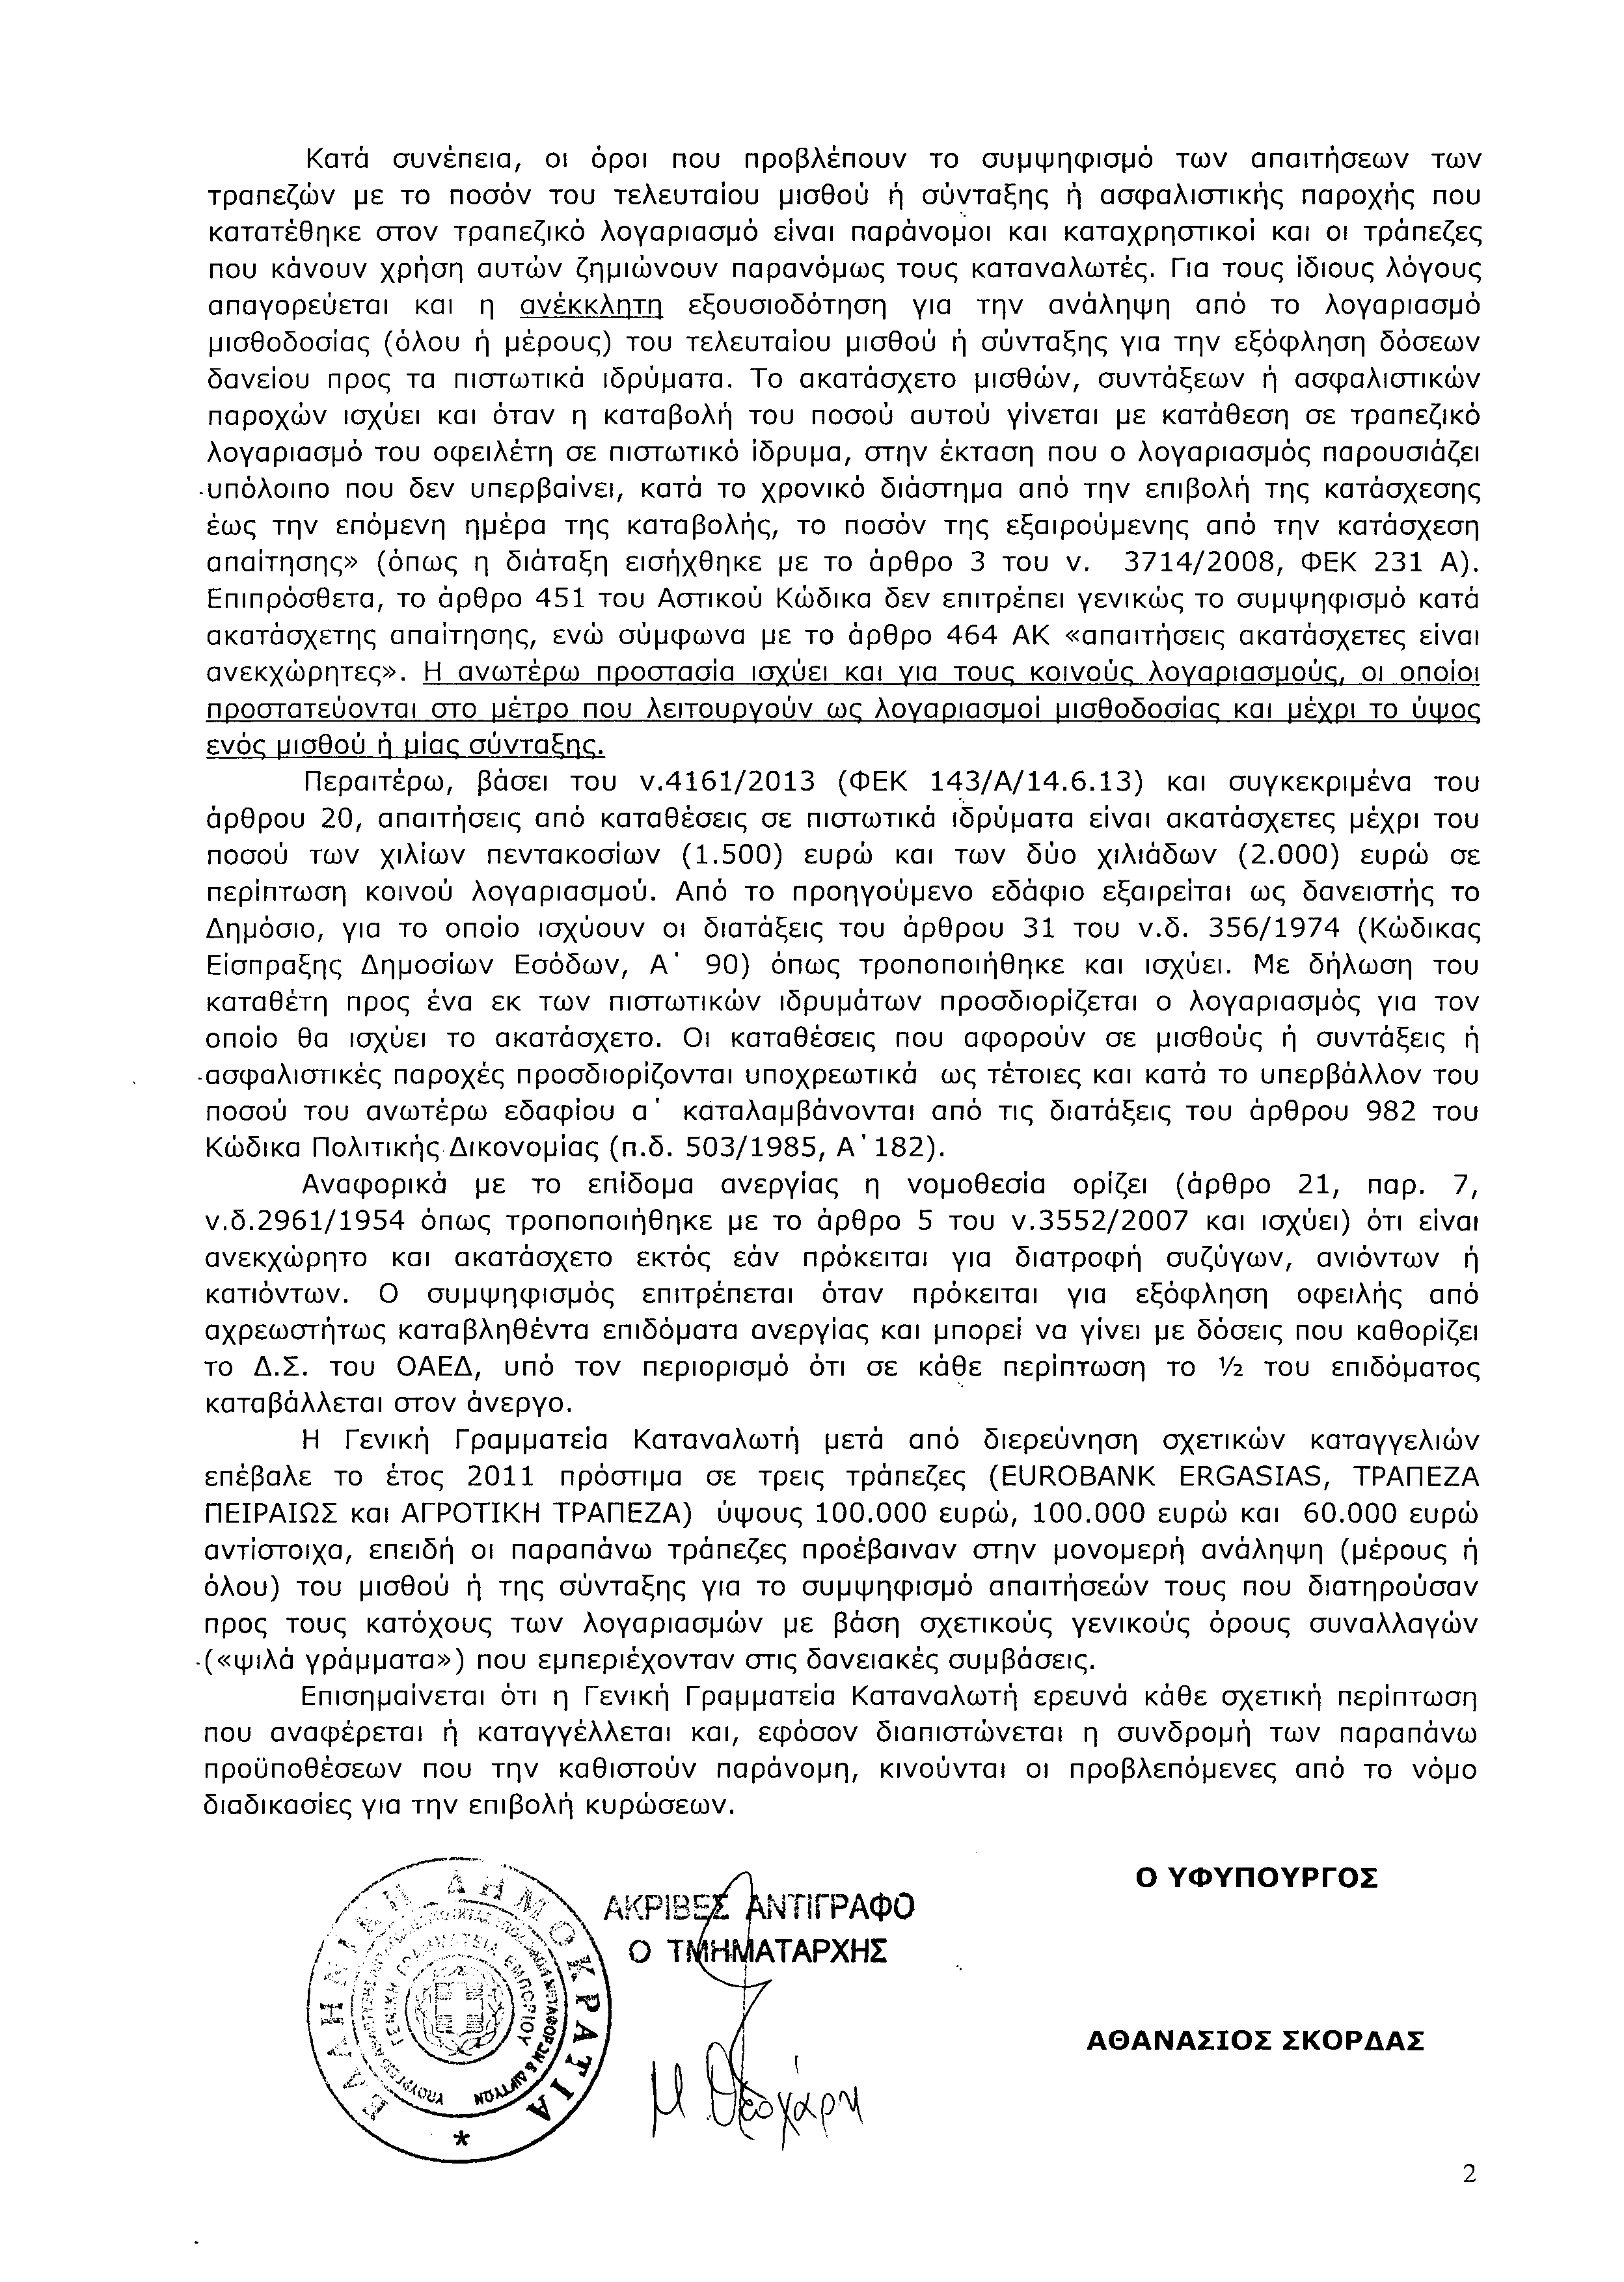 Κατά συνέπεια, οι όροι που προβλέπουν το συμψηφισμό των απαιτήσεων των
τραπεζών με το ποσόν του τελευταίου μισθού ή σύνταξης ή ασφαλιστικής παροχής που
κατατέθηκε στον τραπεζικό λογαριασμό είναι παράνομοι και καταχρηστικοί και οι τράπεζες
που κάνουν χρήση αυτών ζημιώνουν παρανόμως τους καταναλωτές. Για τους ίδιους λόγους
απαγορεύεται και η ανέκκλητη εξουσιοδότηση για την ανάληψη από το λογαριασμό
μισθοδοσίας (όλου ή μέρους) του τελευταίου μισθού ή σύνταξης για την εξόφληση δόσεων
δανείου προς τα πιστωτικά ιδρύματα. Το ακατάσχετο μισθών, συντάξεων ή ασφαλιστικών
παροχών ισχύει και όταν η καταβολή του ποσού αυτού γίνεται με κατάθεση σε τραπεζικό
λογαριασμό του οφειλέτη σε πιστωτικό ίδρυμα, στην έκταση που ο λογαριασμός παρουσιάζει
υπόλοιπο που δεν υπερβαίνει, κατά το χρονικό διάστημα από την επιβολή της κατάσχεσης
έως την επόμενη ημέρα της καταβολής, το ποσόν της εξαιρούμενης από την κατάσχεση
απαίτησης» (όπως η διάταξη εισήχθηκε με το άρθρο 3 του ν. 3714/2008, ΦΕΚ 231 Α).
Επιπρόσθετα, το άρθρο 451 του Αστικού Κώδικα δεν επιτρέπει γενικώς το συμψηφισμό κατά
ακατάσχετης απαίτησης, ενώ σύμφωνα με το άρθρο 464 ΑΚ «απαιτήσεις ακατάσχετες είναι
ανεκχώρητες». Η ανωτέρω προστασία ισχύει και για τους κοινούς λογαριασμούς, οι οποίοι
προστατεύονται στο μέτρο που λειτουργούν ως λογαριασμοί μισθοδοσίας και μέχρι το ύψος
ενός μισθού ή μίας σύνταξης.
Περαιτέρω, βάσει του ν.4161/2013 (ΦΕΚ 143/Α/14.6.13) και συγκεκριμένα του
άρθρου 20, απαιτήσεις από καταθέσεις σε πιστωτικά ιδρύματα είναι ακατάσχετες μέχρι του
ποσού των χιλίων πεντακοσίων (1.500) ευρώ και των δύο χιλιάδων (2.000) ευρώ σε
περίπτωση κοινού λογαριασμού. Από το προηγούμενο εδάφιο εξαιρείται ως δανειστής το
Δημόσιο, για το οποίο ισχύουν οι διατάξεις του άρθρου 31 του ν.δ. 356/1974 (Κώδικας
Είσπραξης Δημοσίων Εσόδων, Α΄ 90) όπως τροποποιήθηκε και ισχύει. Με δήλωση του
καταθέτη προς ένα εκ των πιστωτικών ιδρυμάτων προσδιορίζεται ο λογαριασμός για τον
οποίο θα ισχύει το ακατάσχετο. Οι καταθέσεις που αφορούν σε μισθούς ή συντάξεις ή
ασφαλιστικές παροχές προσδιορίζονται υποχρεωτικά ως τέτοιες και κατά το υπερβάλλον του
ποσού του ανωτέρω εδαφίου α΄ καταλαμβάνονται από τις διατάξεις του άρθρου 982 του
Κώδικα Πολιτικής Δικονομίας (π.δ. 503/1985, Α΄182).
Αναφορικά με το επίδομα ανεργίας η νομοθεσία ορίζει (άρθρο 21, παρ. 7,
ν.δ.2961/1954 όπως τροποποιήθηκε με το άρθρο 5 του ν.3552/2007 και ισχύει) ότι είναι
ανεκχώρητο και ακατάσχετο εκτός εάν πρόκειται για διατροφή συζύγων, ανιόντων ή
κατιόντων. Ο συμψηφισμός επιτρέπεται όταν πρόκειται για εξόφληση οφειλής από
αχρεωστήτως καταβληθέντα επιδόματα ανεργίας και μπορεί να γίνει με δόσεις που καθορίζει
το Δ.Σ. του ΟΑΕΔ, υπό τον περιορισμό ότι σε κάθε περίπτωση το ½ του επιδόματος
καταβάλλεται στον άνεργο.
Η Γενική Γραμματεία Καταναλωτή μετά από διερεύνηση σχετικών καταγγελιών
επέβαλε το έτος 2011 πρόστιμα σε τρεις τράπεζες (EUROBANK ERGASIAS, ΤΡΑΠΕΖΑ
ΠΕΙΡΑΙΩΣ και ΑΓΡΟΤΙΚΗ ΤΡΑΠΕΖΑ) ύψους 100.000 ευρώ, 100.000 ευρώ και 60.000 ευρώ
αντίστοιχα, επειδή οι παραπάνω τράπεζες προέβαιναν στην μονομερή ανάληψη (μέρους ή
όλου) του μισθού ή της σύνταξης για το συμψηφισμό απαιτήσεών τους που διατηρούσαν
προς τους κατόχους των λογαριασμών με βάση σχετικούς γενικούς όρους συναλλαγών
(«ψιλά γράμματα») που εμπεριέχονταν στις δανειακές συμβάσεις.
Επισημαίνεται ότι η Γενική Γραμματεία Καταναλωτή ερευνά κάθε σχετική περίπτωση
που αναφέρεται ή καταγγέλλεται και, εφόσον διαπιστώνεται η συνδρομή των παραπάνω
προϋποθέσεων που την καθιστούν παράνομη, κινούνται οι προβλεπόμενες από το νόμο
διαδικασίες για την επιβολή κυρώσεων.
Ο ΥΦΥΠΟΥΡΓΟΣ
ΑΚΡΙΒΕΣ ΑΝΤΙΓΡΑΦΟ
Ο ΤΜΗΜΑΤΑΡΧΗΣ
ΑΘΑΝΑΣΙΟΣ ΣΚΟΡΔΑΣ
ΕΛΛΗΝΙΚΗ ΔΗΜΟΚΡΑΤΙΑ
ΓΕΝΙΚΗ ΓΡΑΜΜΑΤΕΙΑ ΕΜΠΟΡΙΟΥ
Μ Θεοχάρη
2